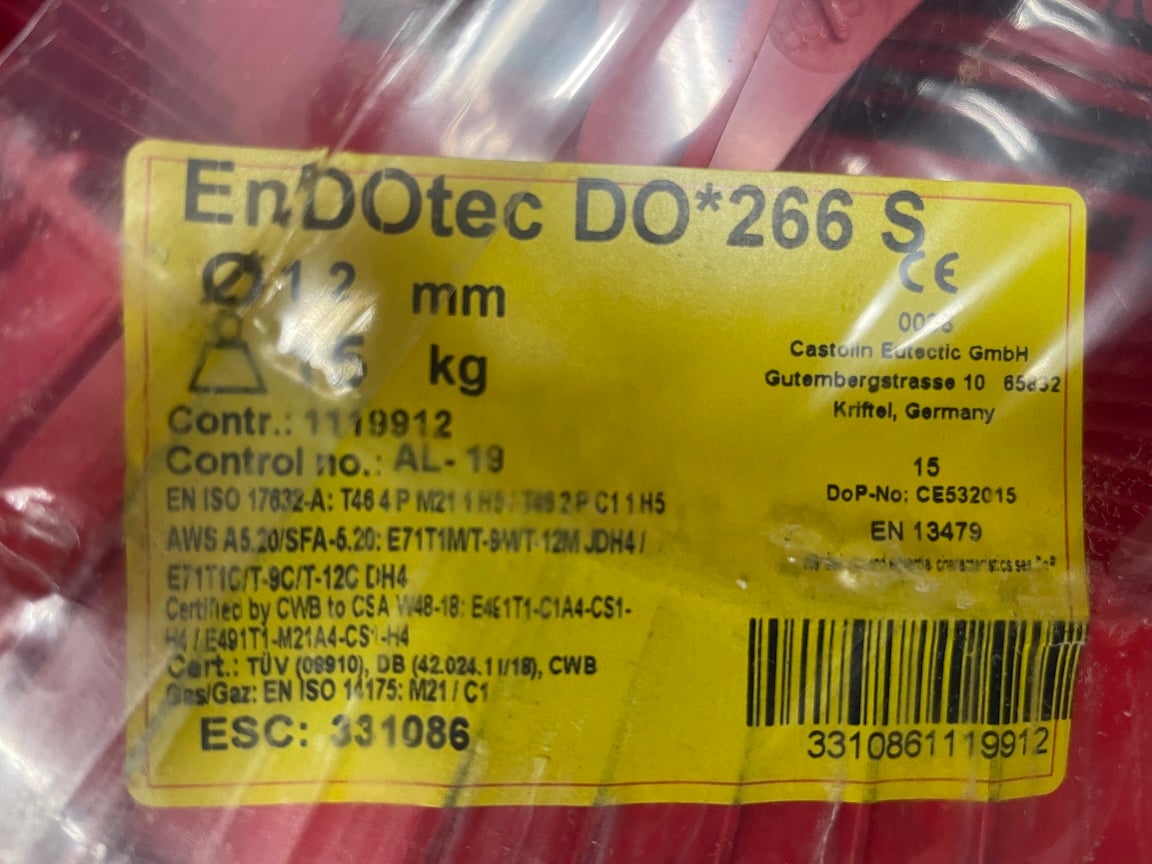 EnDOtec DO*266 S
Ø 1.2 mm
15 kg
CE
Castolin Eutectic GmbH
Gutembergstrasse 10
Kriftel, Germany
Contr.: 1119912
Control no.: AL- 19
15
DoP-No: CE532015
EN ISO 17632-A: T46 4 P M21 1 H5 / T46 2 P C1 1 H5
EN 13479
AWS A5.20/SFA-5.20: E71T1M/T-9M/T-12M JDH4 /
E71T1C/T-9C/T-12C DH4
Certified by CWB to CSA W48-18: E491T1-C1A4-CS1-
H4 / E491T1-M21A4-CS1-H4
Cert.: TÜV (09910), DB (42.024.11/18), CWB
Gas/Gaz: EN ISO 14175: M21 / C1
ESC: 331086
3310861119912